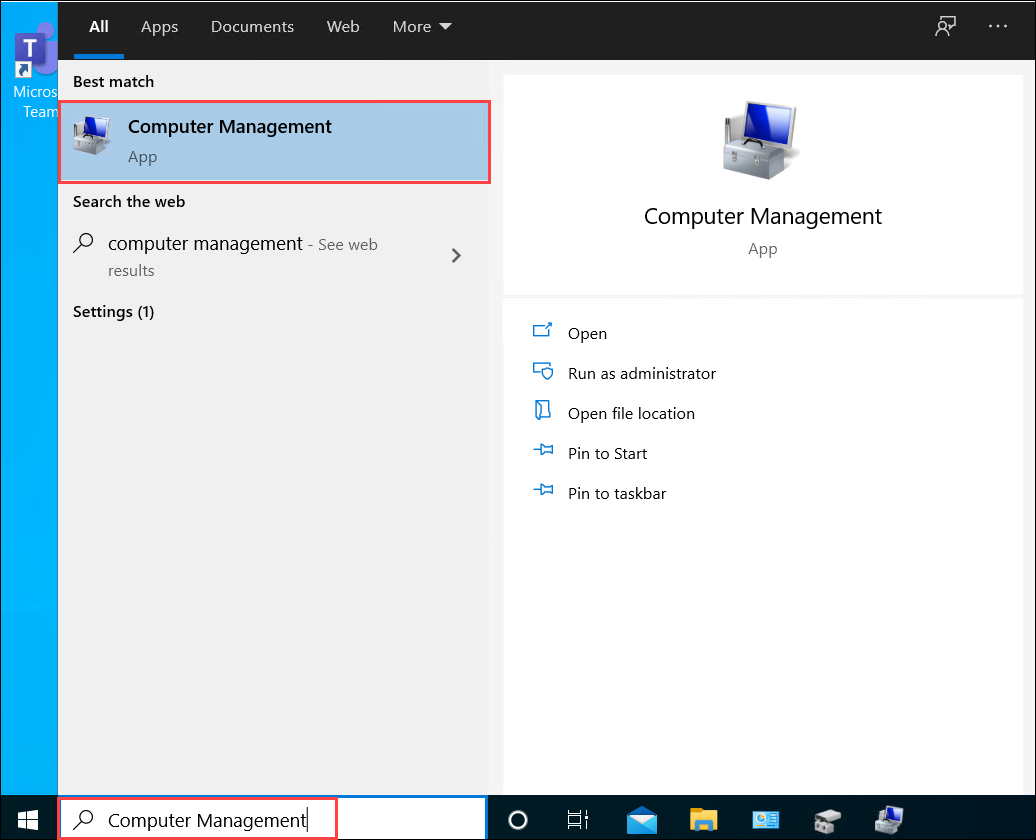 All Apps Documents Web More
T
Micros
Team
Best match
Computer Management
App
Search the web
computer management - See web
results
Settings (1)
Computer Management
App
Open
Run as administrator
Open file location
Pin to Start
Pin to taskbar
Computer Management